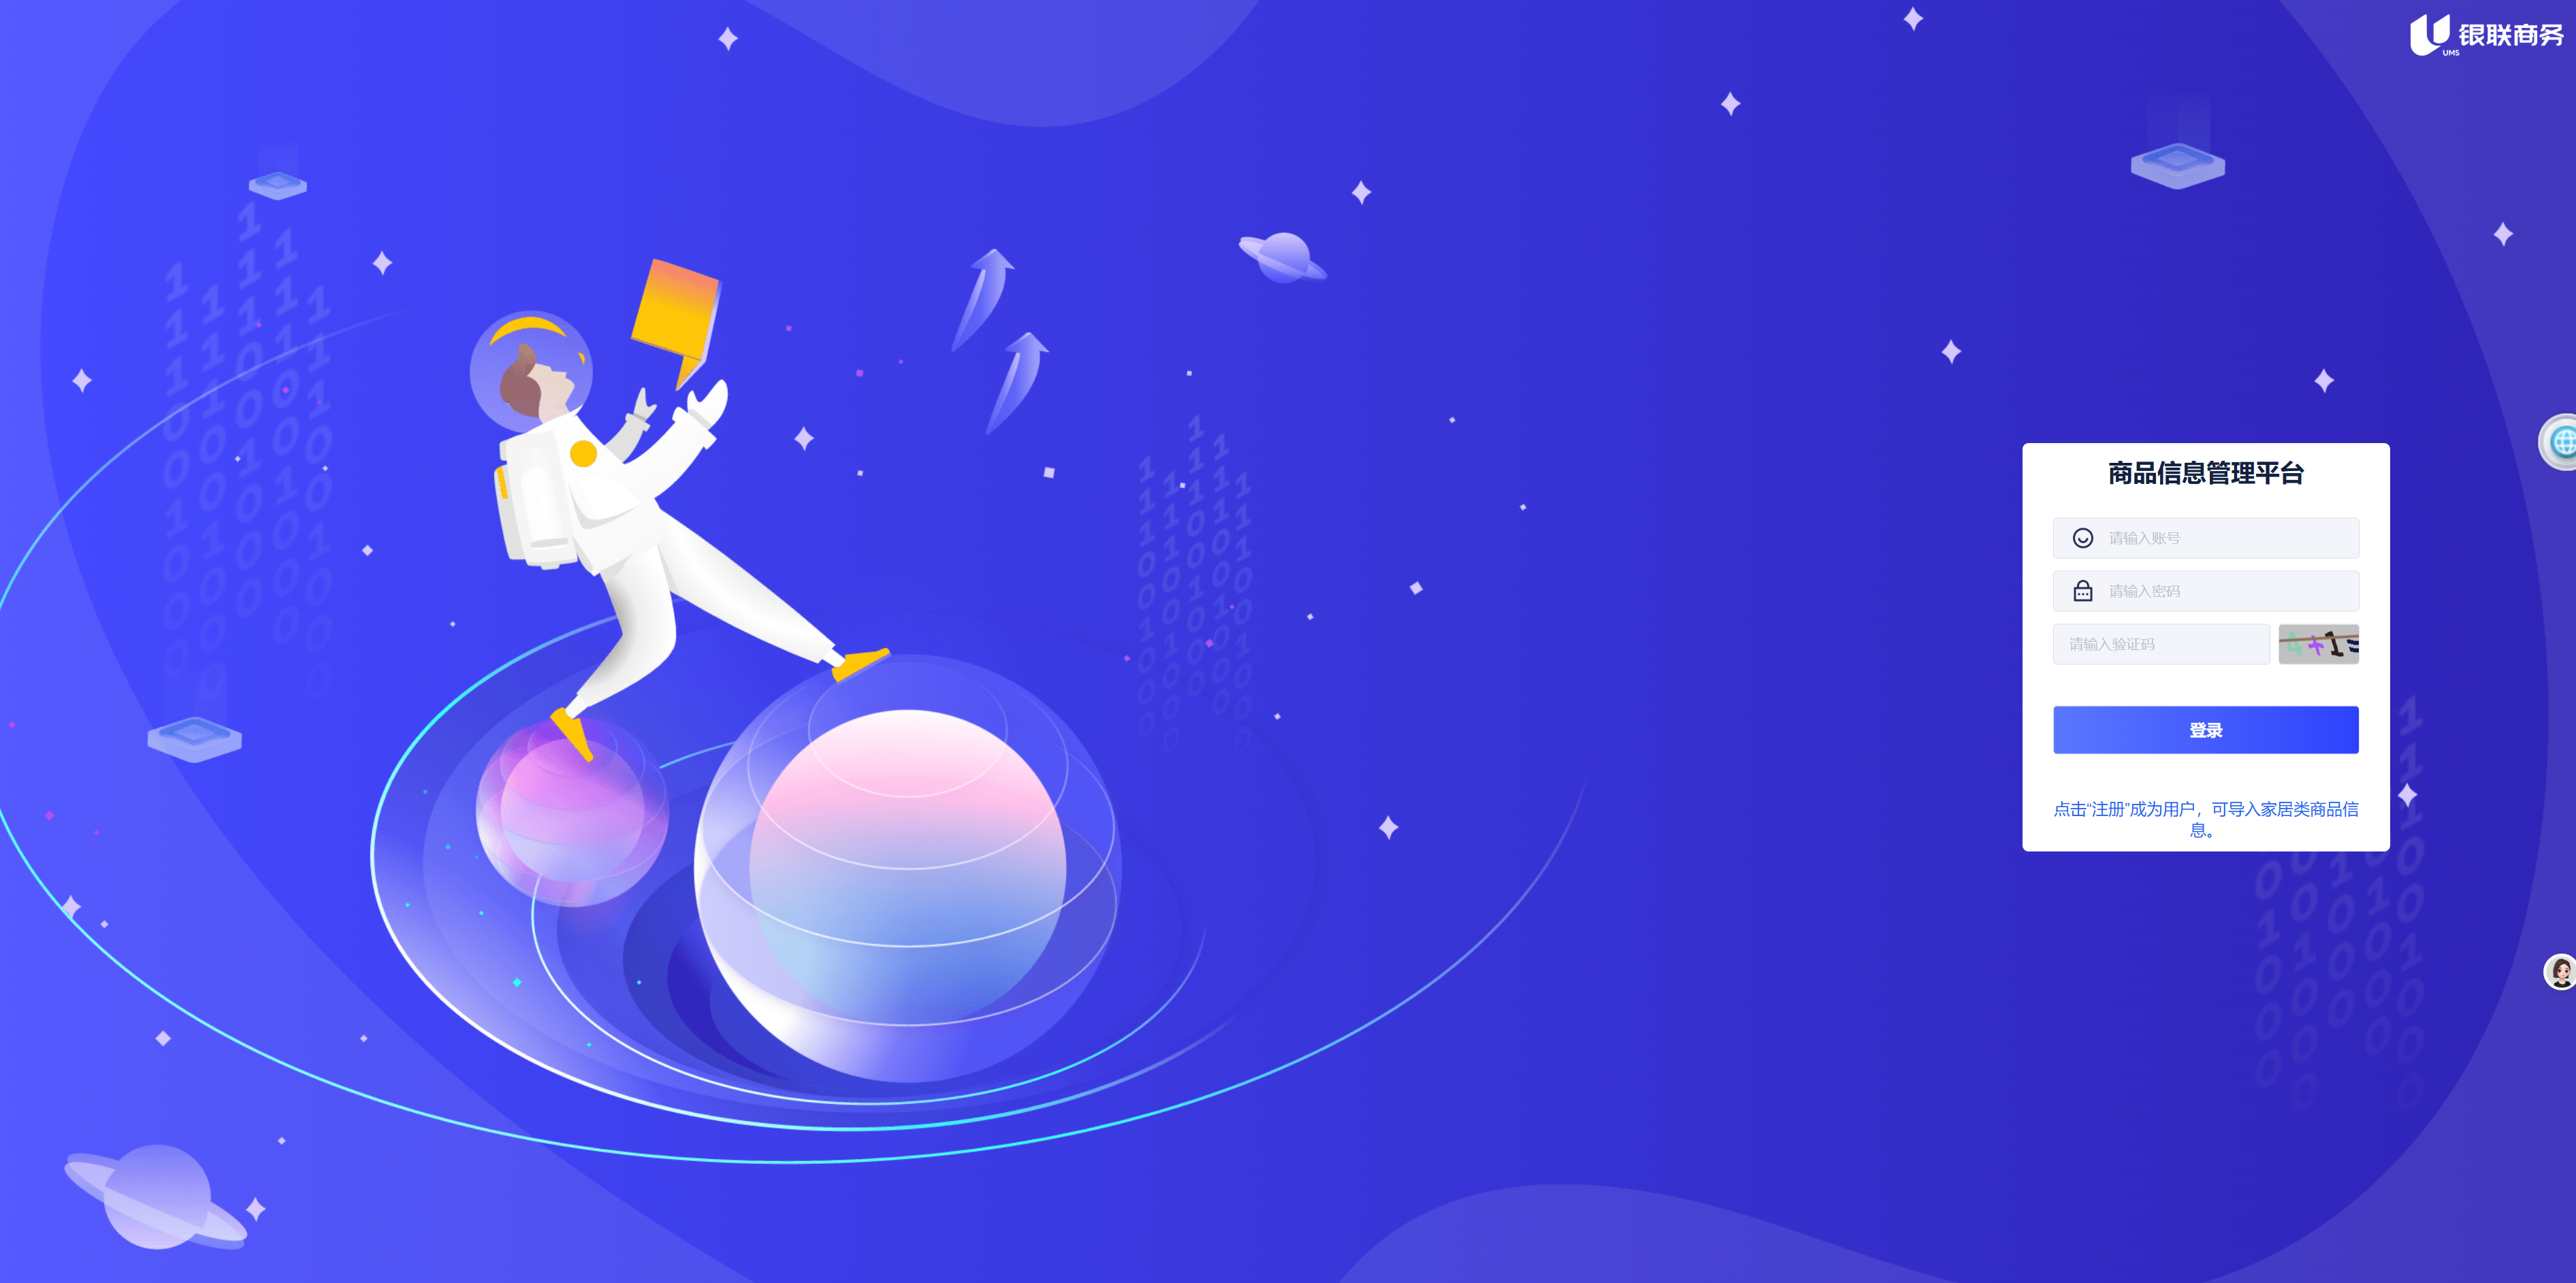 银联商务
UMS
商品信息管理平台
请输入账号
请输入密码
请输入验证码
4+1=
登录
点击“注册”成为用户，可导入家居类商品信
息。